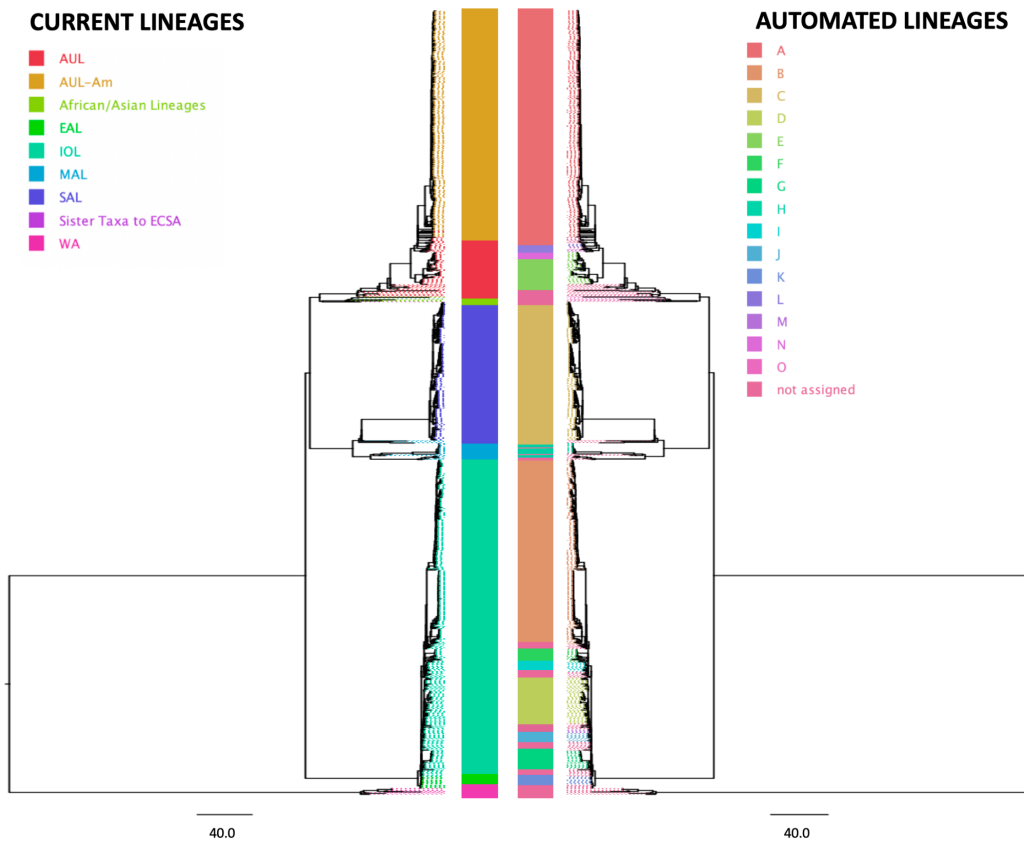 CURRENT LINEAGES
AUL
AUL-Am
African/Asian Lineages
EAL
IOL
MAL
SAL
Sister Taxa to ECSA
WA
AUTOMATED LINEAGES
A
B
C
D
E
F
G
H
I
J
K
L
M
N
O
not assigned
40.0
40.0